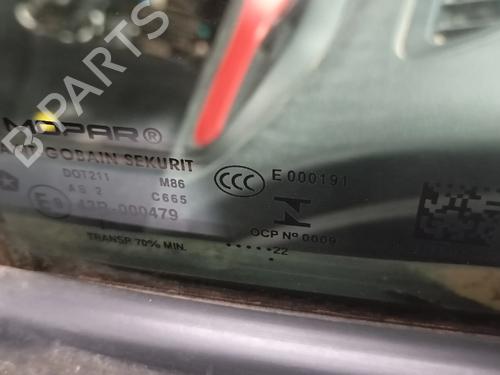 B-PARTS
MOPAR®
GOBAIN SEKURIT
DOT211 M86
AS 2 C665
43R-000479
TRANSP 70% MIN.
CCC E 000191
OCP Nº 0009
.....22